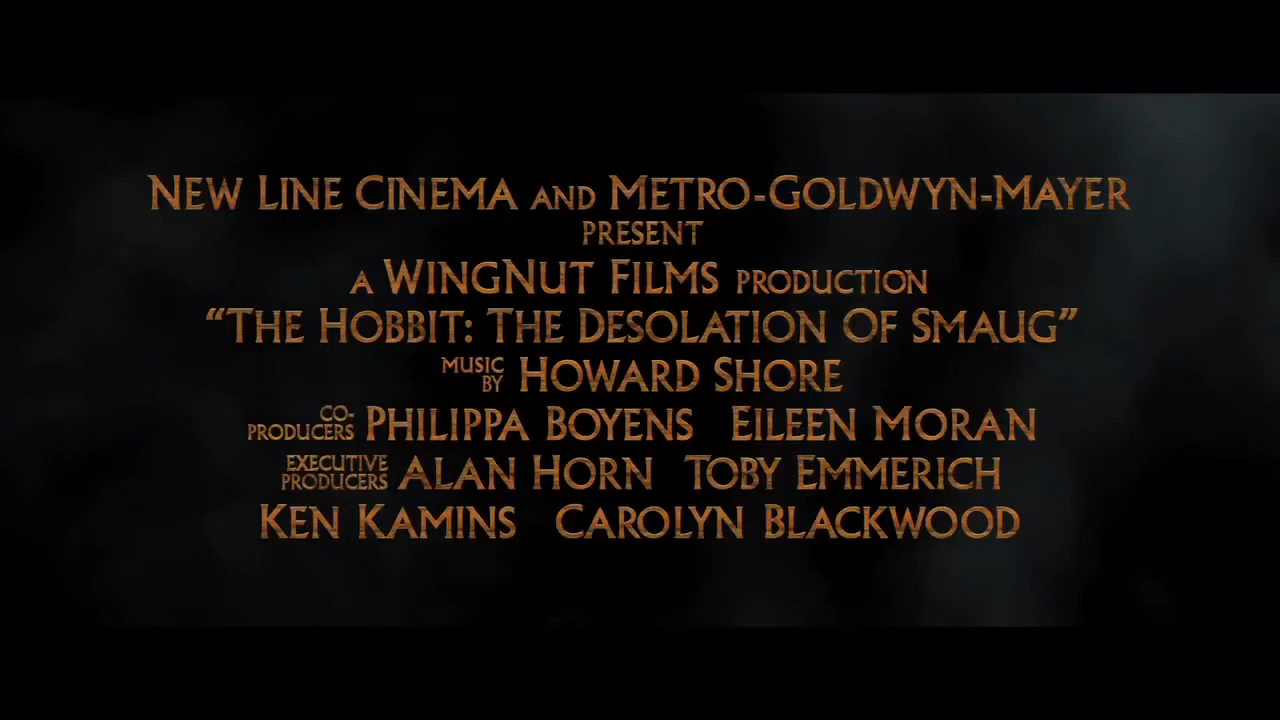 NEW LINE CINEMA AND METRO-GOLDWYN-MAYER
PRESENT
A WINGNUT FILMS PRODUCTION
“THE HOBBIT: THE DESOLATION OF SMAUG”
MUSIC BY HOWARD SHORE
CO-PRODUCERS PHILIPPA BOYENS EILEEN MORAN
EXECUTIVE PRODUCERS ALAN HORN TOBY EMMERICH
KEN KAMINS CAROLYN BLACKWOOD